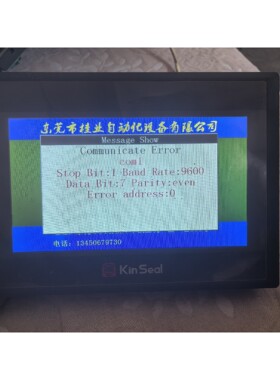 东莞市桂业自动化设备有限公司
Message Show
Communicate Error
com1
Stop Bit:1 Baud Rate:9600
Data Bit:7 Parity:even
Error address:0
电话: 13450679730
KinSeal